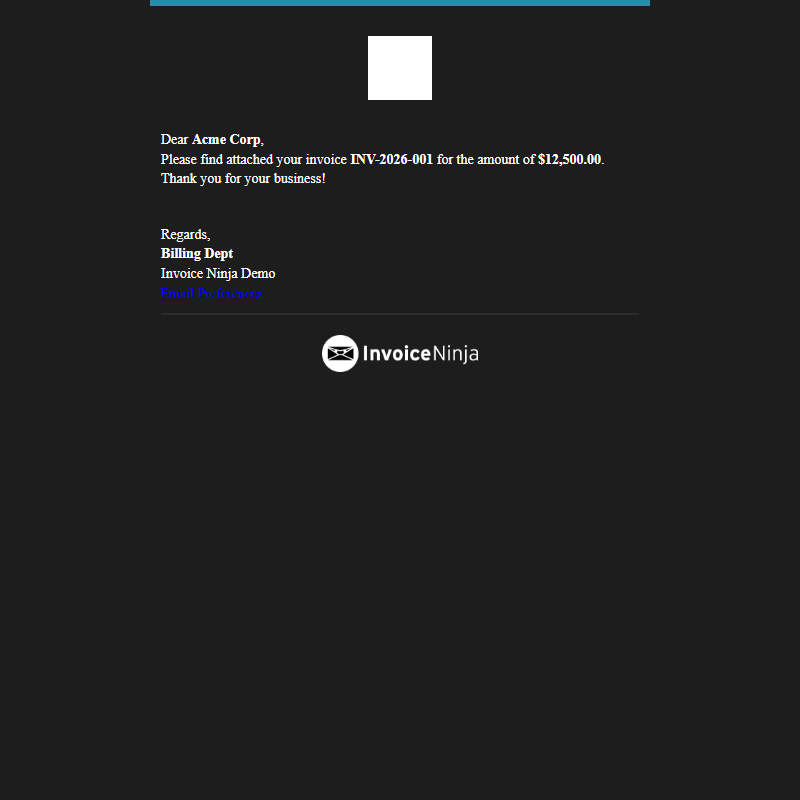 Dear Acme Corp,
Please find attached your invoice INV-2026-001 for the amount of $12,500.00.
Thank you for your business!
Regards,
Billing Dept
Invoice Ninja Demo
Email Preferences
InvoiceNinja